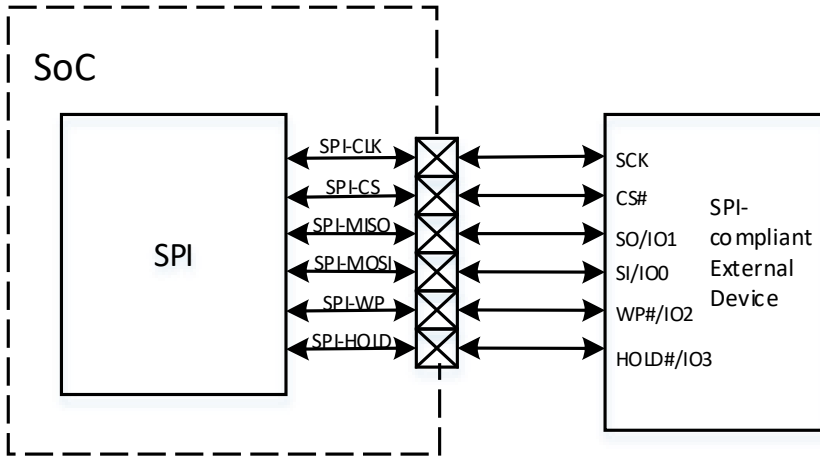 SoC
SPI
SPI-CLK
SPI-CS
SPI-MISO
SPI-MOSI
SPI-WP
SPI-HOLD
SCK
CS#
SO/IO1
SI/IO0
WP#/IO2
HOLD#/IO3
SPI-
compliant
External
Device